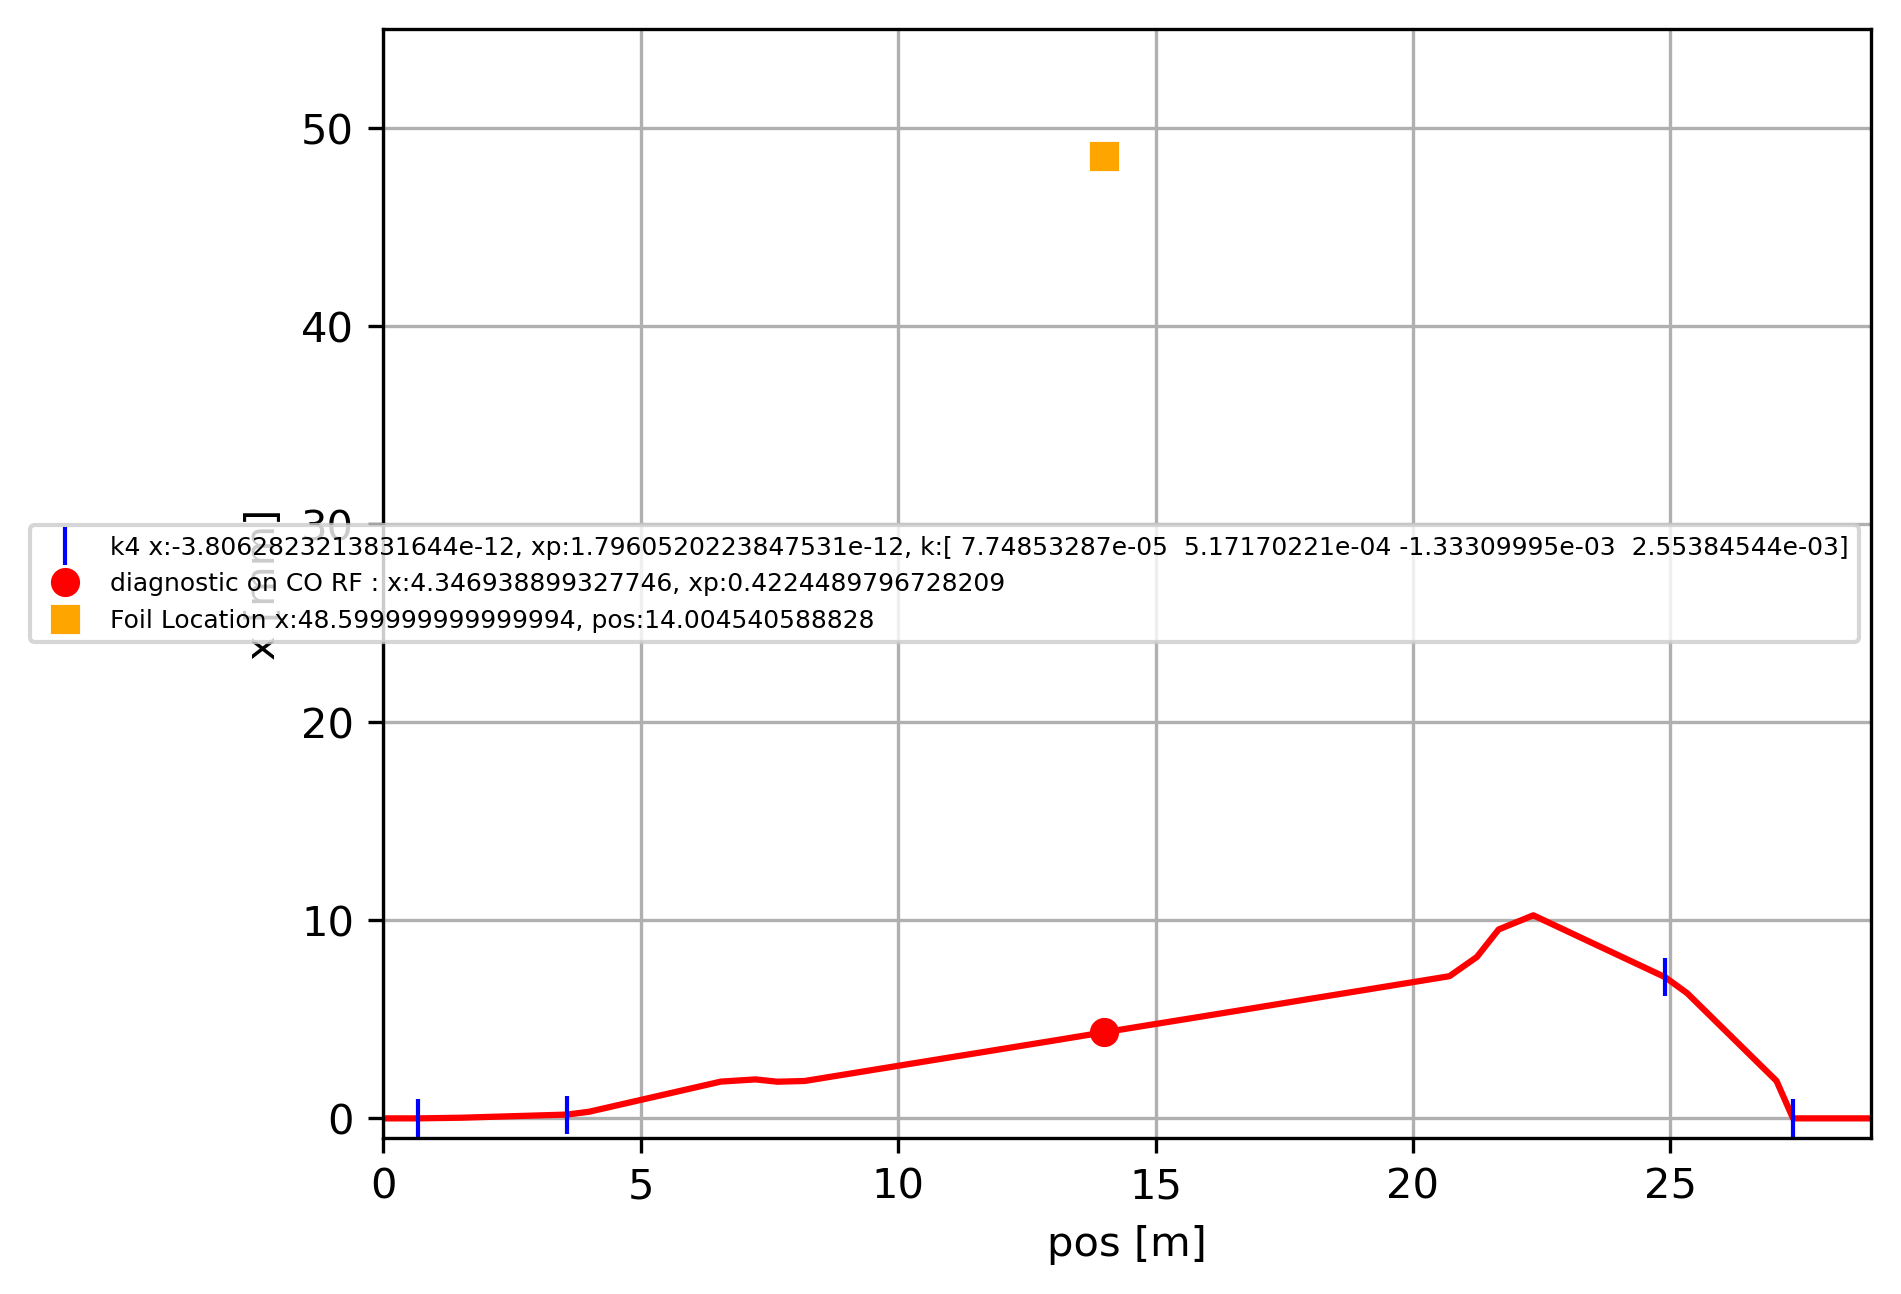 50
40
30
20
10
0
x [mm]
k4 x:-3.8062823213831644e-12, xp:1.7960520223847531e-12, k:[ 7.74853287e-05  5.17170221e-04 -1.33309995e-03  2.55384544e-03]
diagnostic on CO RF : x:4.346938899327746, xp:0.4224489796728209
Foil Location x:48.599999999999994, pos:14.004540588828
0 5 10 15 20 25
pos [m]